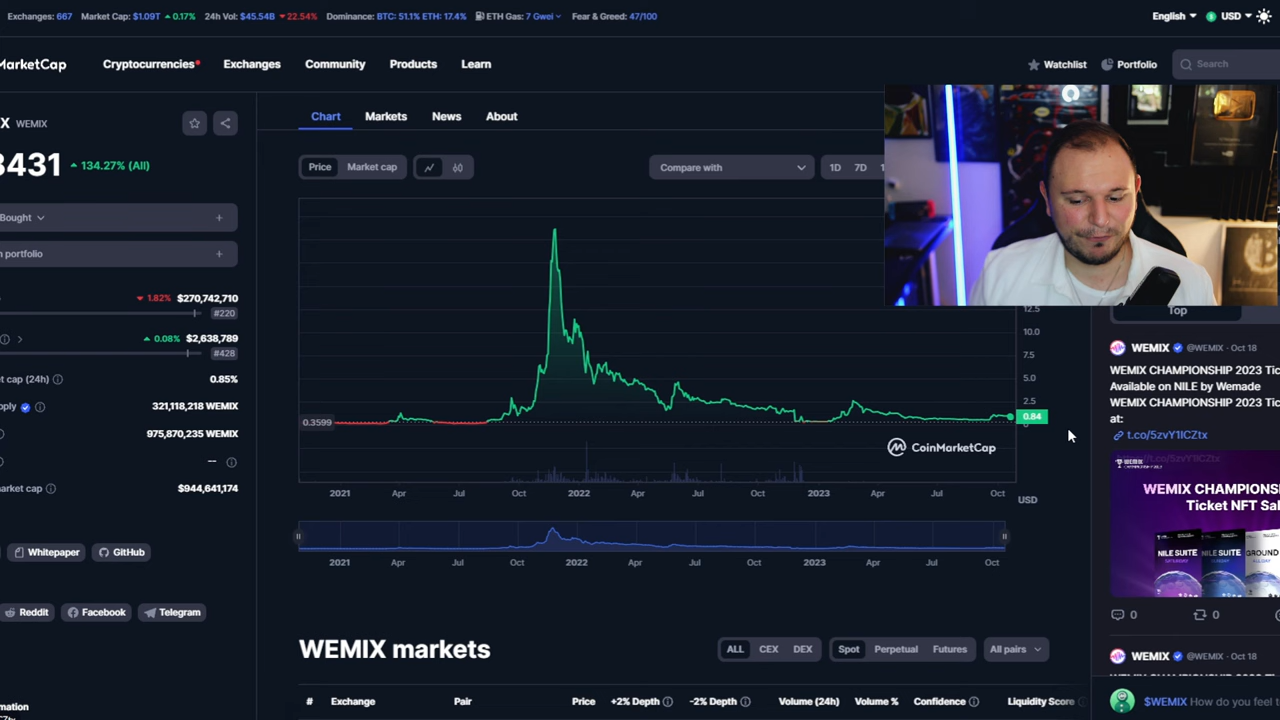 Exchanges: 667 Market Cap: $1.09T 0.17% 24h Vol: $45.54B 22.54% Dominance: BTC: 51.1% ETH: 17.4% ETH Gas: 7 Gwei Fear & Greed: 47/100
English USD
MarketCap Cryptocurrencies Exchanges Community Products Learn
Watchlist Portfolio Search
X WEMIX
3431 134.27% (All)
Bought +
portfolio +
1.82% $270,742,710
#220
0.08% $2,638,789
#428
cap (24h) 0.85%
321,118,218 WEMIX
975,870,235 WEMIX
--
market cap $944,641,174
Whitepaper GitHub
Reddit Facebook Telegram
Chart Markets News About
Price Market cap
Compare with 1D 7D
12.5
10.0
7.5
5.0
2.5
0.84
0.3599
CoinMarketCap
2021 Apr Jul Oct 2022 Apr Jul Oct 2023 Apr Jul Oct
USD
2021 Apr Jul Oct 2022 Apr Jul Oct 2023 Apr Jul Oct
WEMIX markets
ALL CEX DEX Spot Perpetual Futures All pairs
# Exchange Pair Price +2% Depth -2% Depth Volume (24h) Volume % Confidence Liquidity Score
Top
WEMIX @WEMIX · Oct 18
WEMIX CHAMPIONSHIP 2023
Available on NILE by Wemade
WEMIX CHAMPIONSHIP 2023
at:
t.co/5zvY1lCZtx
WEMIX
Ticket NFT
NILE SUITE
NILE SUITE
GROUND
0 0
WEMIX @WEMIX · Oct 18
$WEMIX How do you feel